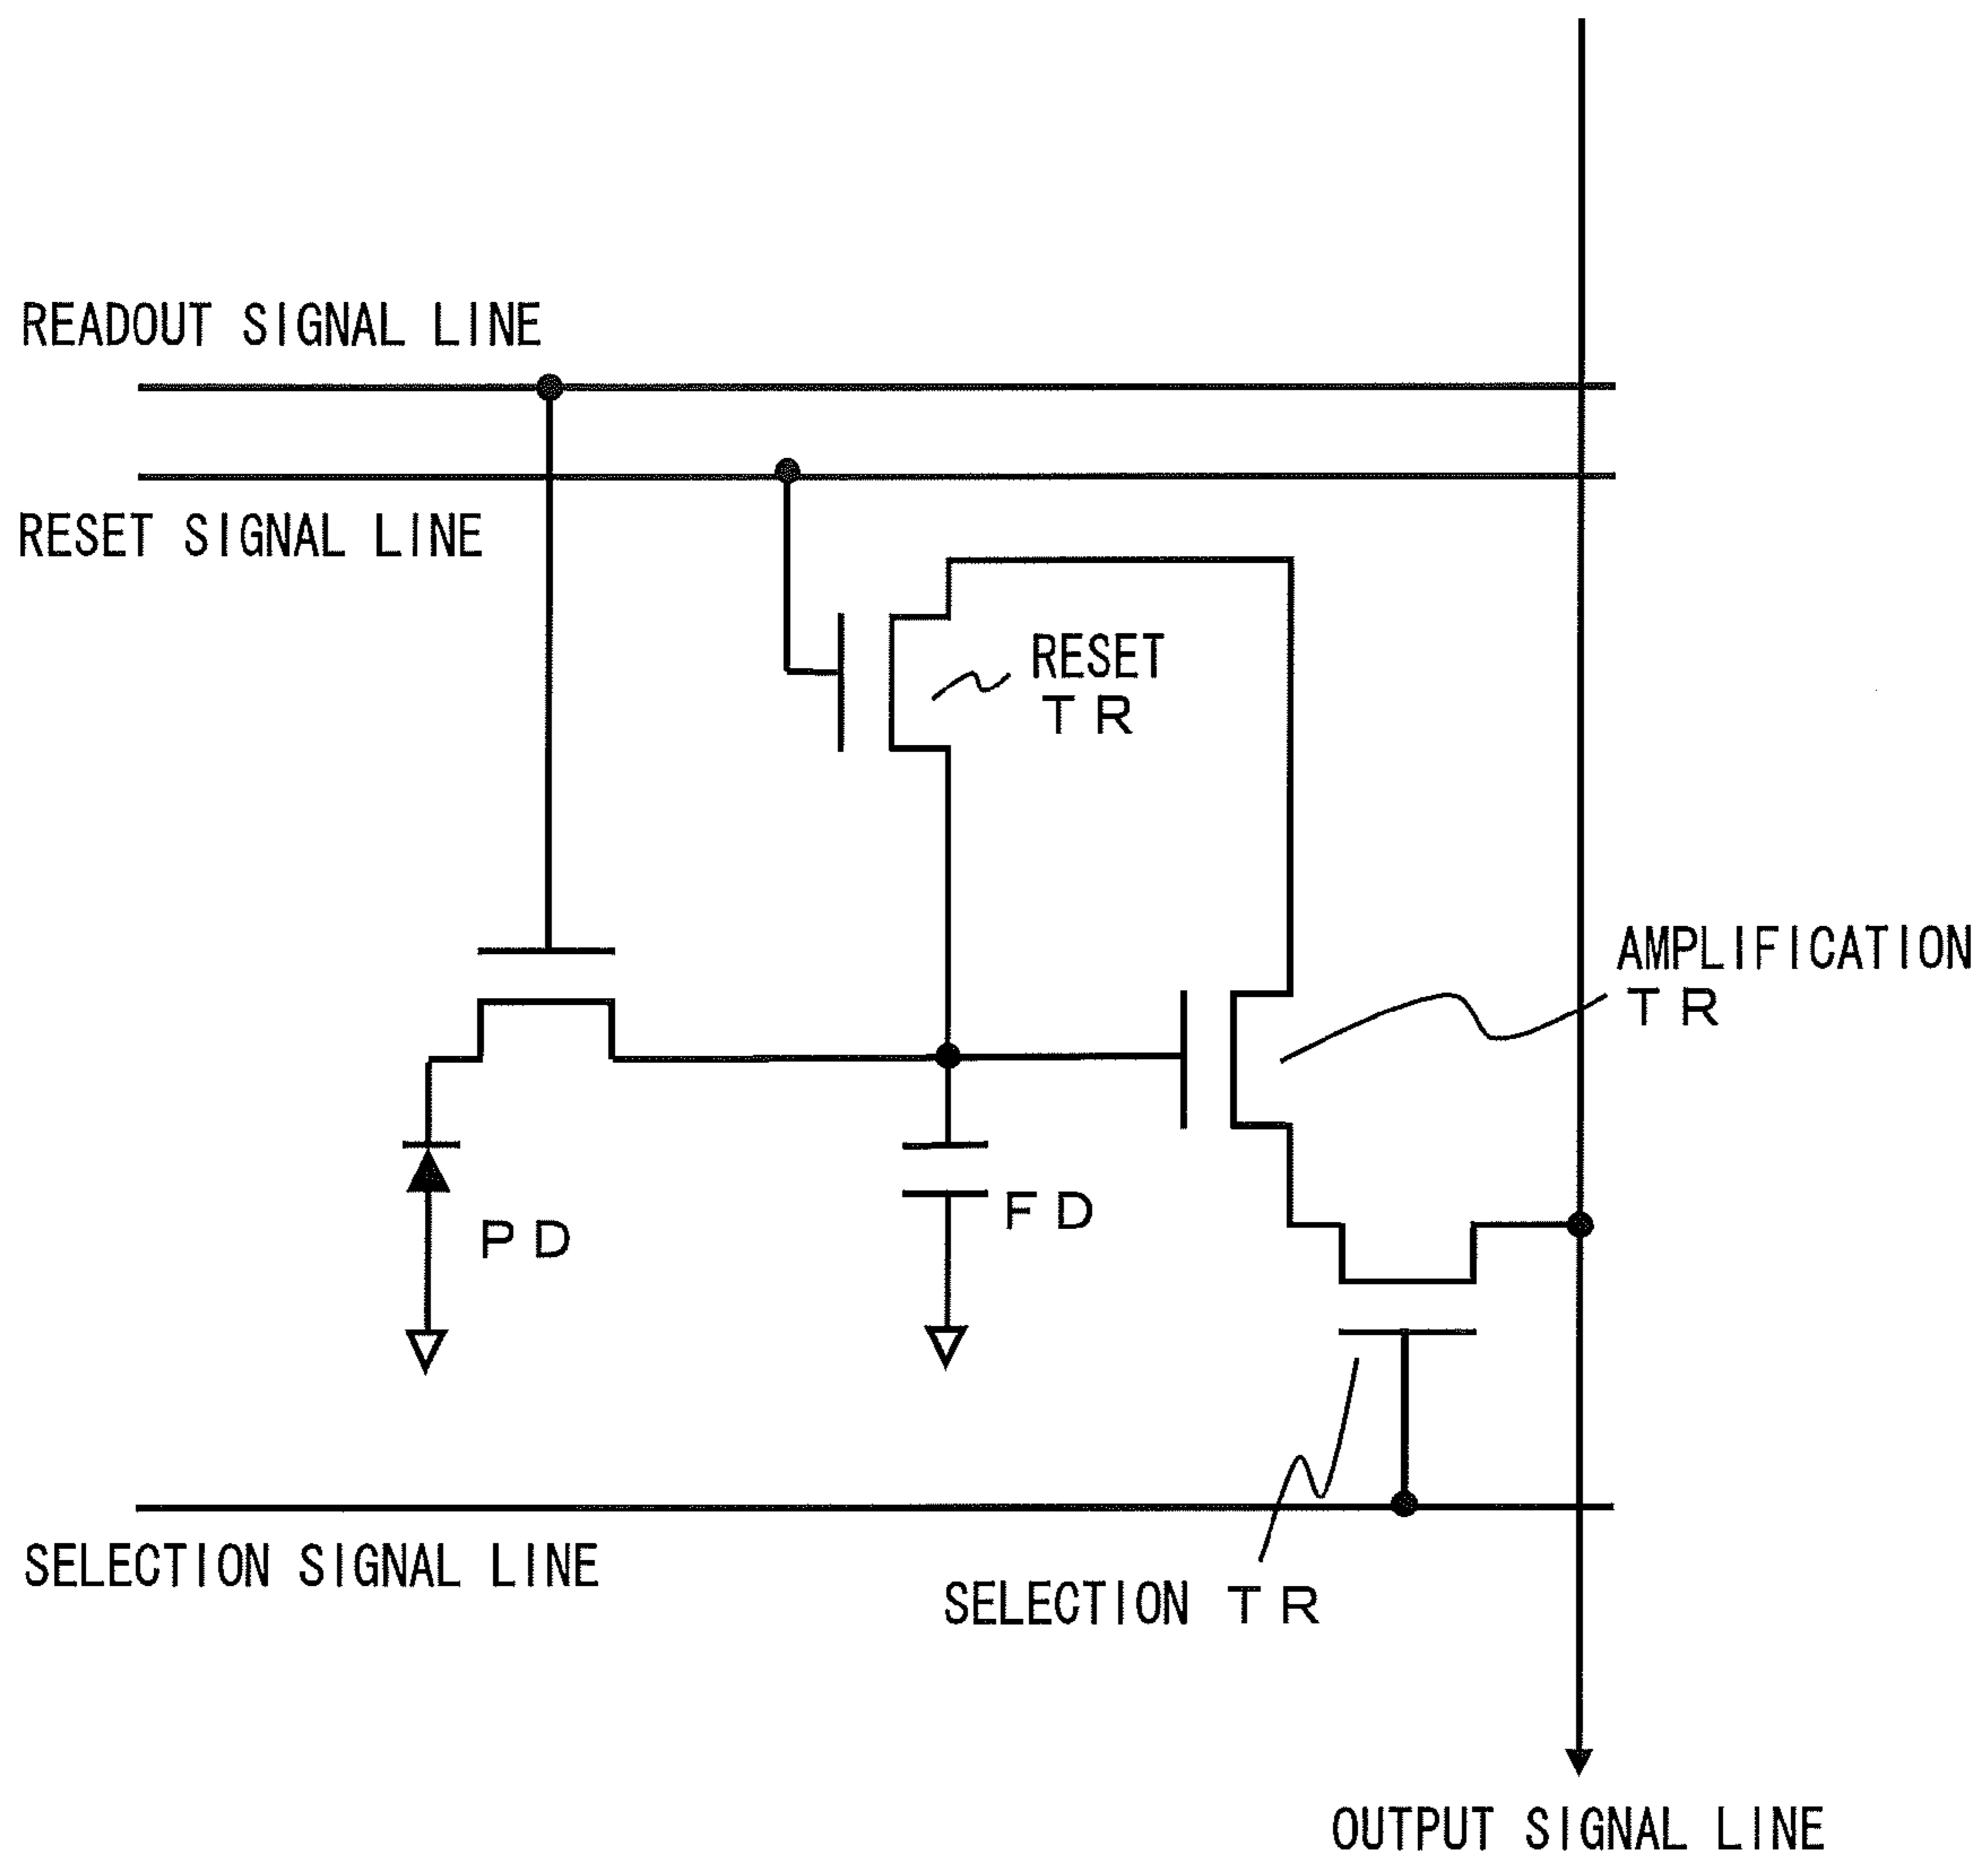 READOUT SIGNAL LINE
RESET SIGNAL LINE
RESET
TR
AMPLIFICATION
TR
PD
FD
SELECTION SIGNAL LINE
SELECTION TR
OUTPUT SIGNAL LINE